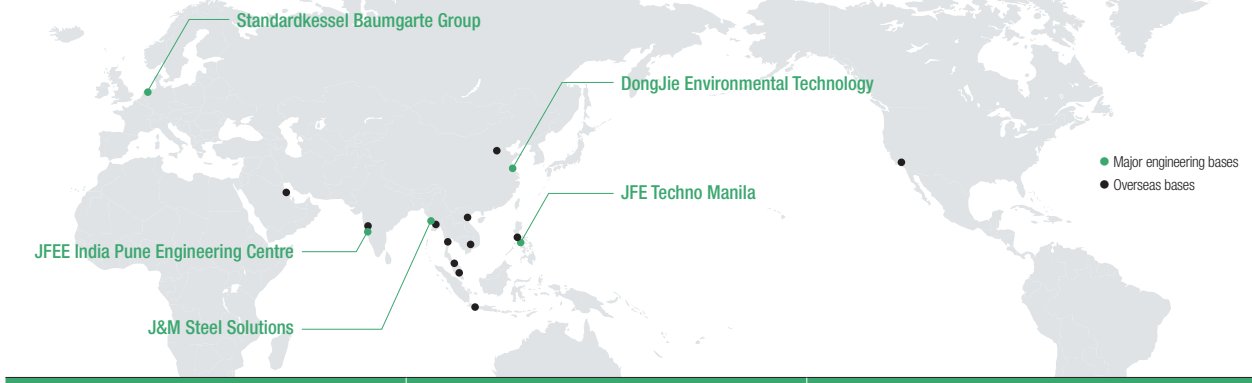 Standardkessel Baumgarte Group
DongJie Environmental Technology
Major engineering bases
Overseas bases
JFE Techno Manila
JFEE India Pune Engineering Centre
J&M Steel Solutions